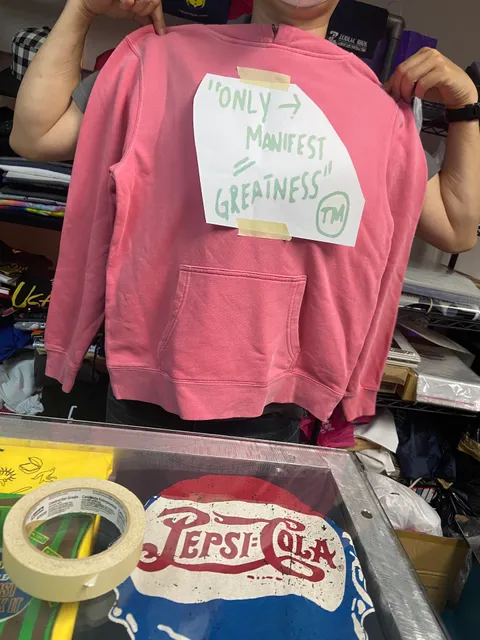 "ONLY →
MANIFEST
=
GREATNESS"
TM
PEPSI=COLA